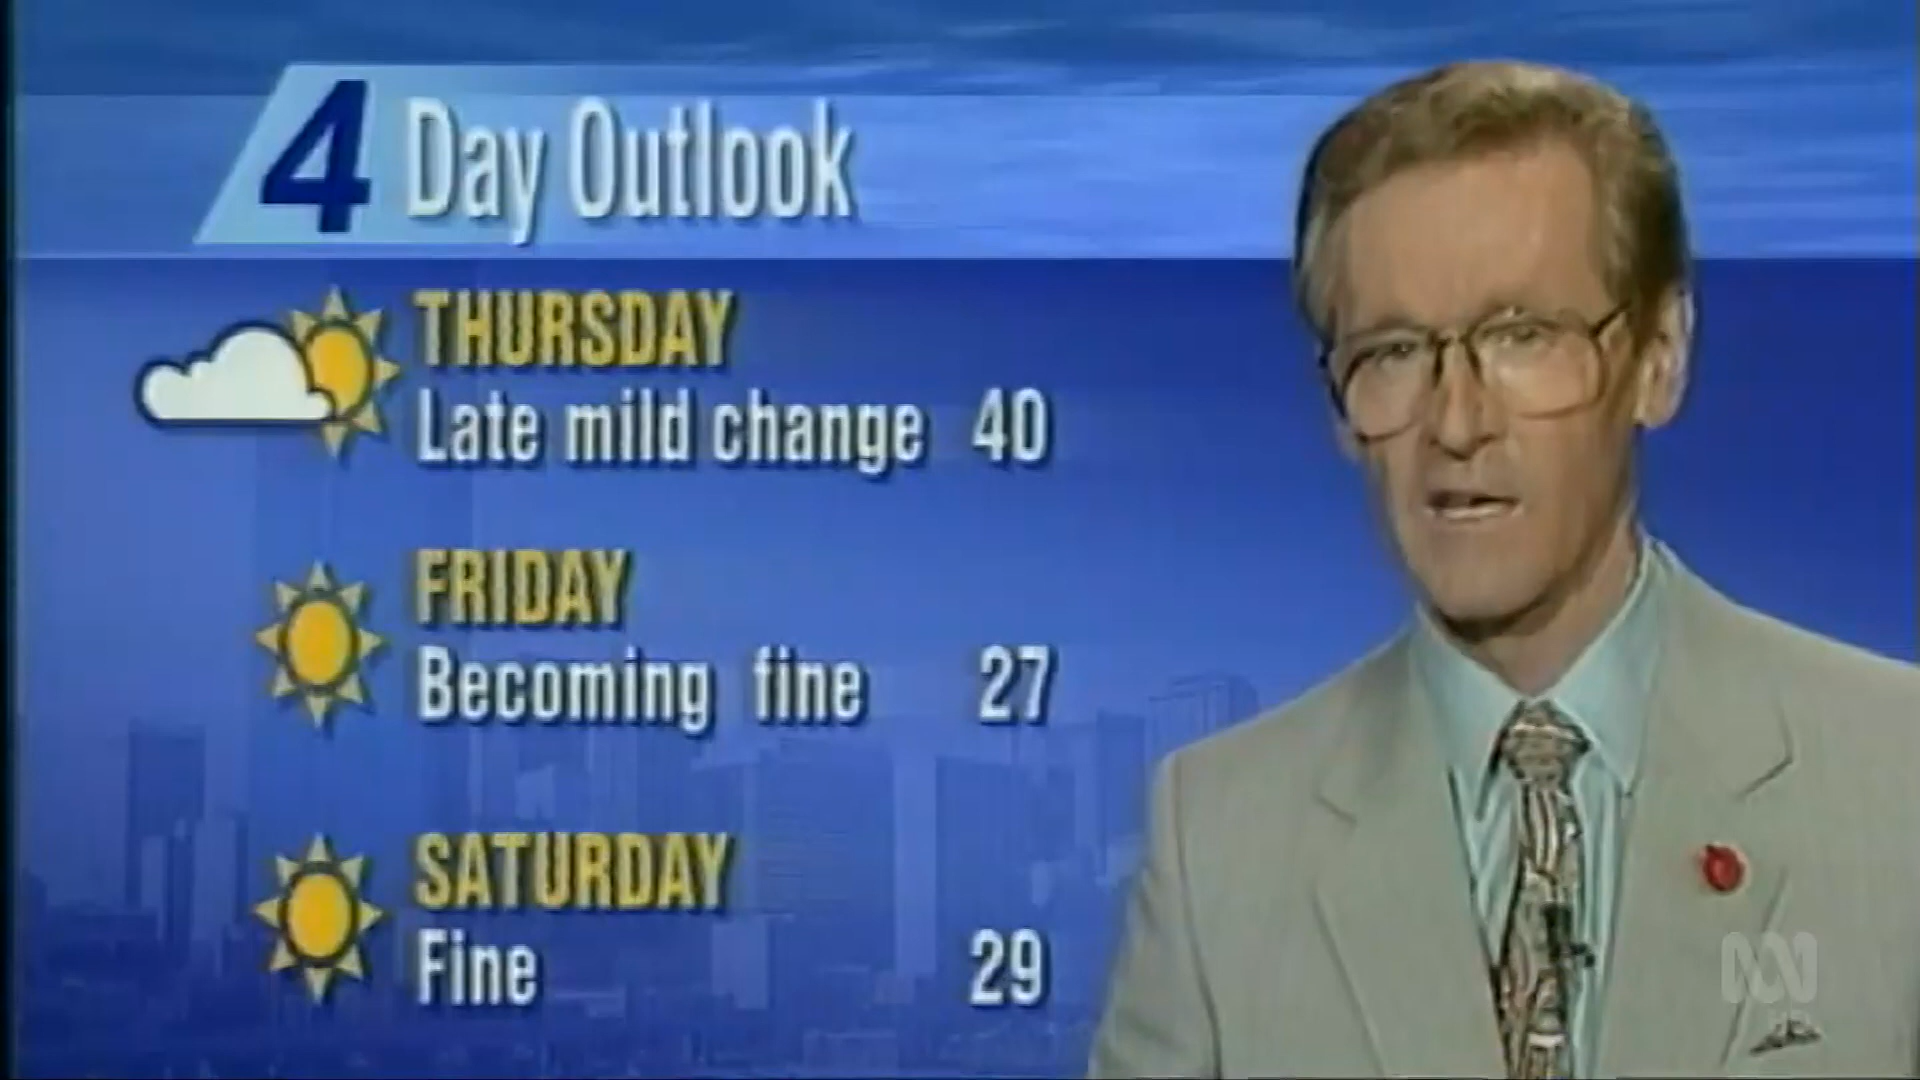 4 Day Outlook
THURSDAY
Late mild change 40
FRIDAY
Becoming fine 27
SATURDAY
Fine 29